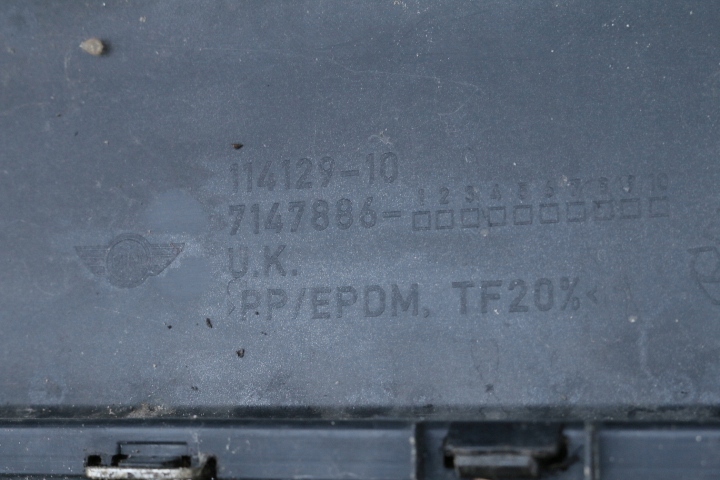 114129-10
1 2 3 4 5 6 7 8 9 10
7147886-
U.K.
>PP/EPDM, TF20%<